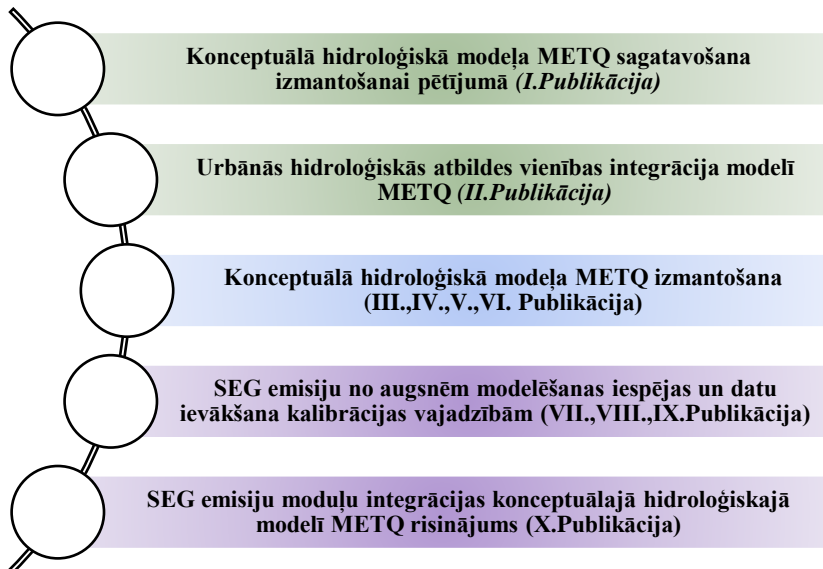 Konceptuālā hidroloģiskā modeļa METQ sagatavošana
izmantošanai pētījumā (I.Publikācija)
Urbānās hidroloģiskās atbildes vienības integrācija modelī
METQ (II.Publikācija)
Konceptuālā hidroloģiskā modeļa METQ izmantošana
(III.,IV.,V.,VI. Publikācija)
SEG emisiju no augsnēm modelēšanas iespējas un datu
ievākšana kalibrācijas vajadzībām (VII.,VIII.,IX.Publikācija)
SEG emisiju moduļu integrācijas konceptuālajā hidroloģiskajā
modelī METQ risinājums (X.Publikācija)